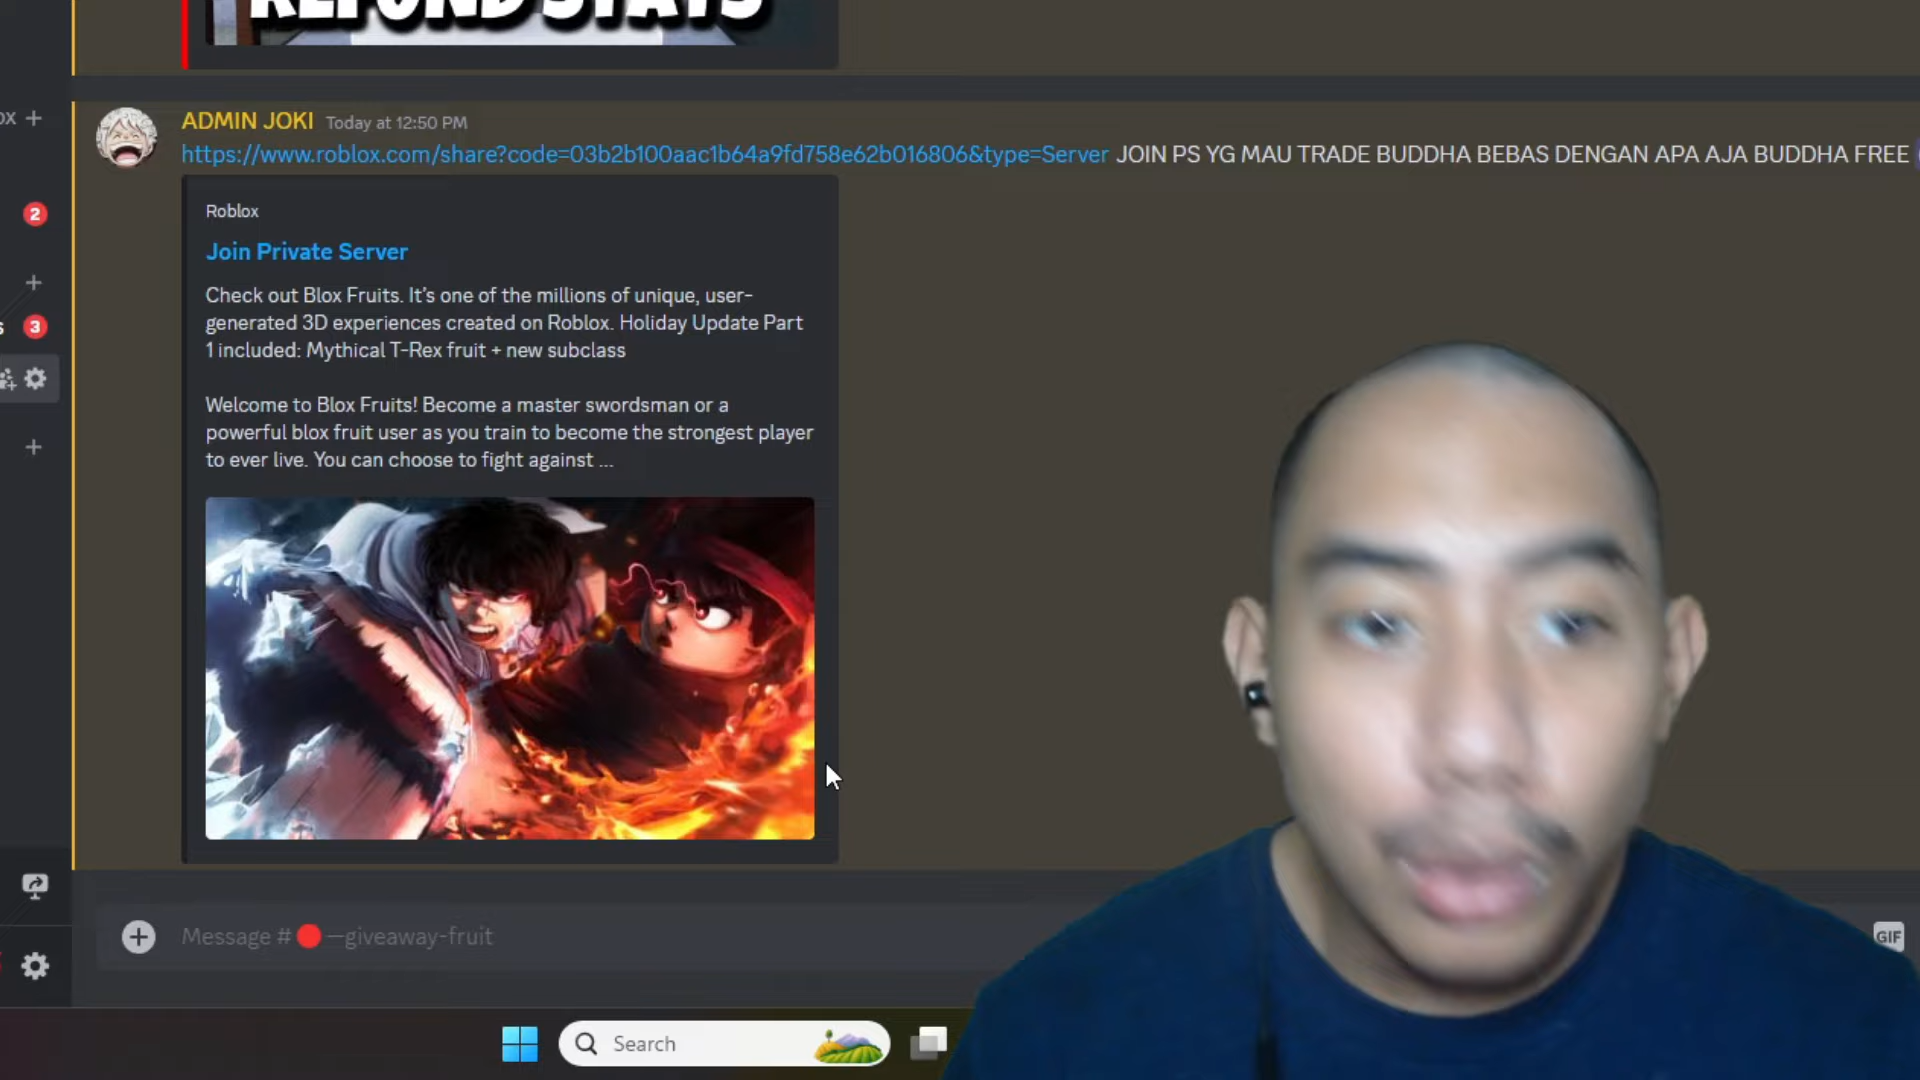 REFUND STATS
ox
ADMIN JOKI Today at 12:50 PM
https://www.roblox.com/share?code=03b2b100aac1b64a9fd758e62b016806&type=Server JOIN PS YG MAU TRADE BUDDHA BEBAS DENGAN APA AJA BUDDHA FREE
Roblox
2
Join Private Server
Check out Blox Fruits. It's one of the millions of unique, user-
generated 3D experiences created on Roblox. Holiday Update Part
1 included: Mythical T-Rex fruit + new subclass
s 3
Welcome to Blox Fruits! Become a master swordsman or a
powerful blox fruit user as you train to become the strongest player
to ever live. You can choose to fight against ...
Message # —giveaway-fruit
GIF
Search